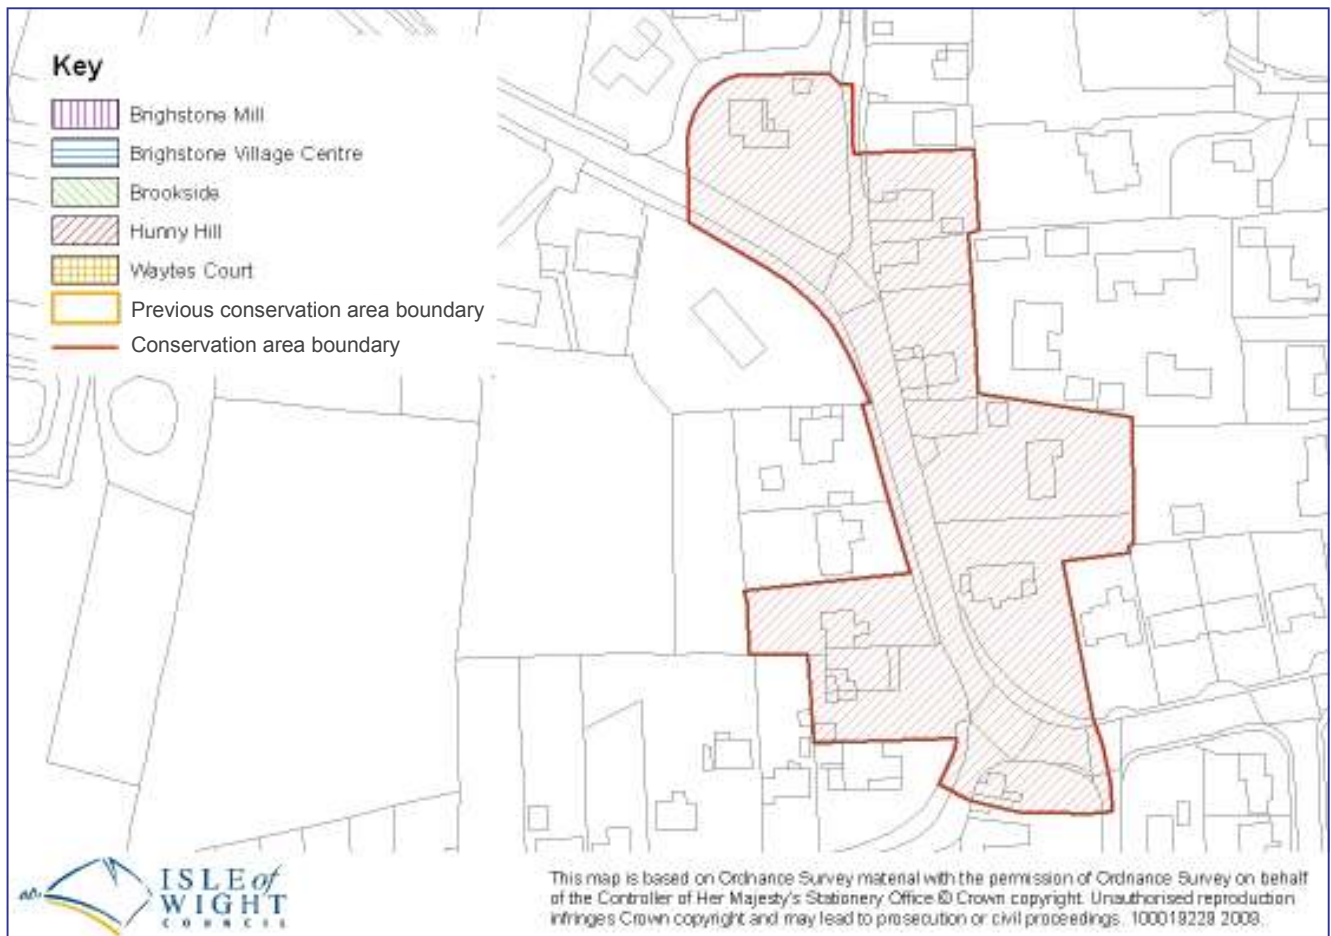 Key
Brighstone Mill
Brighstone Village Centre
Brookside
Hunny Hill
Waytes Court
Previous conservation area boundary
Conservation area boundary
ISLE of
WIGHT
COUNCIL
This map is based on Ordnance Survey material with the permission of Ordnance Survey on behalf
of the Controller of Her Majesty's Stationery Office © Crown copyright. Unauthorised reproduction
infringes Crown copyright and may lead to prosecution or civil proceedings. 100019229 2009.